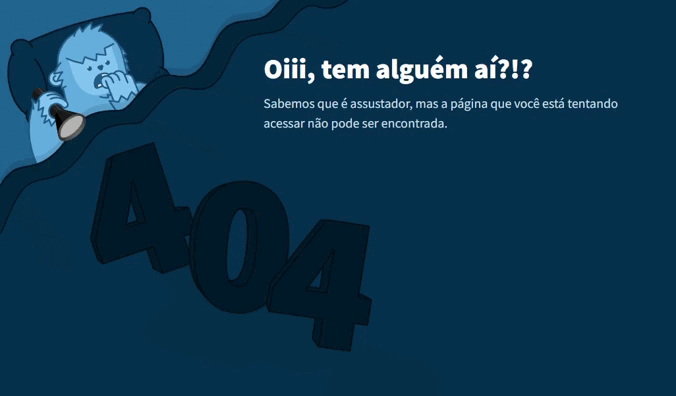 Oiii, tem alguém aí?!?
Sabemos que é assustador, mas a página que você está tentando
acessar não pode ser encontrada.
404